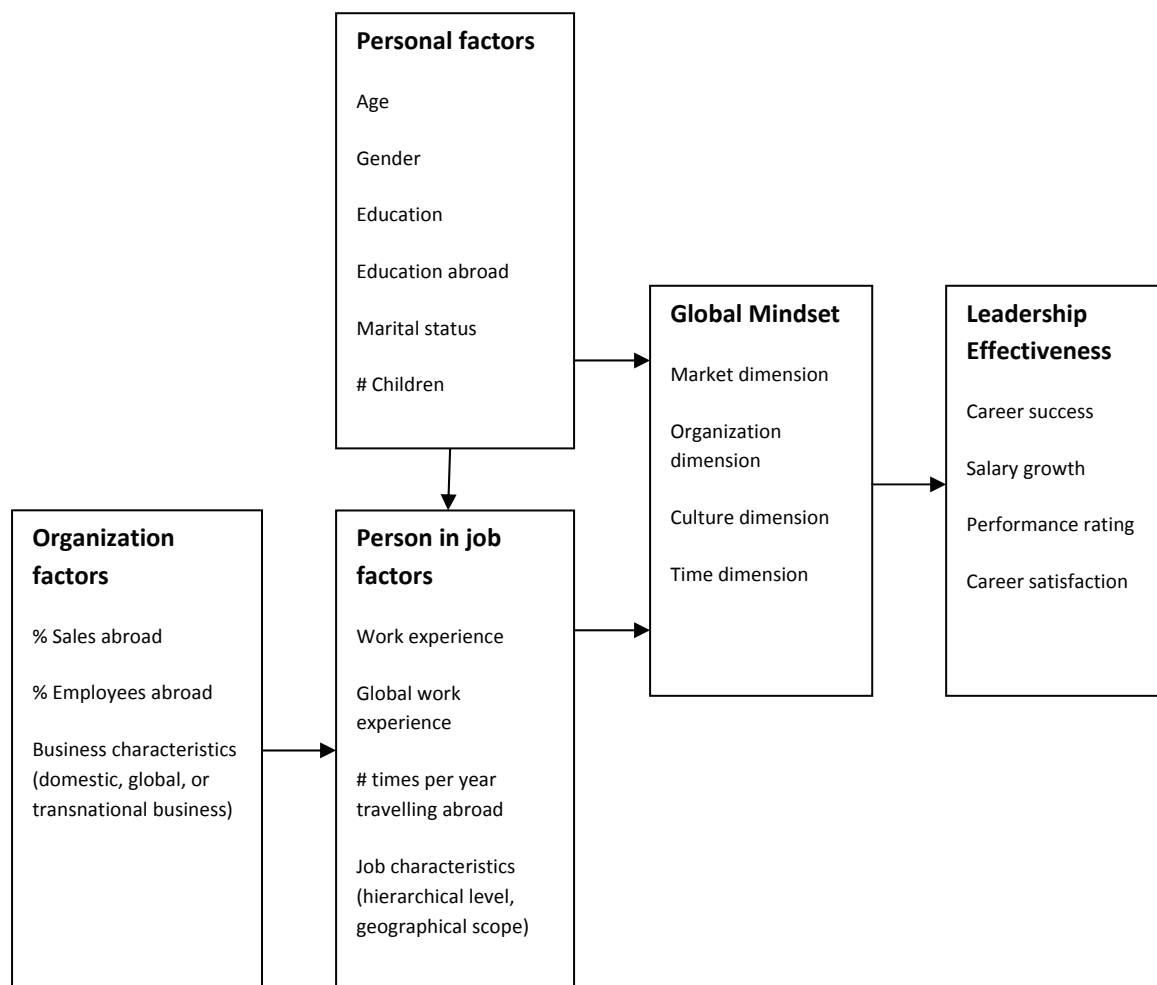 Personal factors
Age
Gender
Education
Education abroad
Marital status
# Children
Organization
factors
% Sales abroad
% Employees abroad
Business characteristics
(domestic, global, or
transnational business)
Person in job
factors
Work experience
Global work
experience
# times per year
travelling abroad
Job characteristics
(hierarchical level,
geographical scope)
Global Mindset
Market dimension
Organization
dimension
Culture dimension
Time dimension
Leadership
Effectiveness
Career success
Salary growth
Performance rating
Career satisfaction